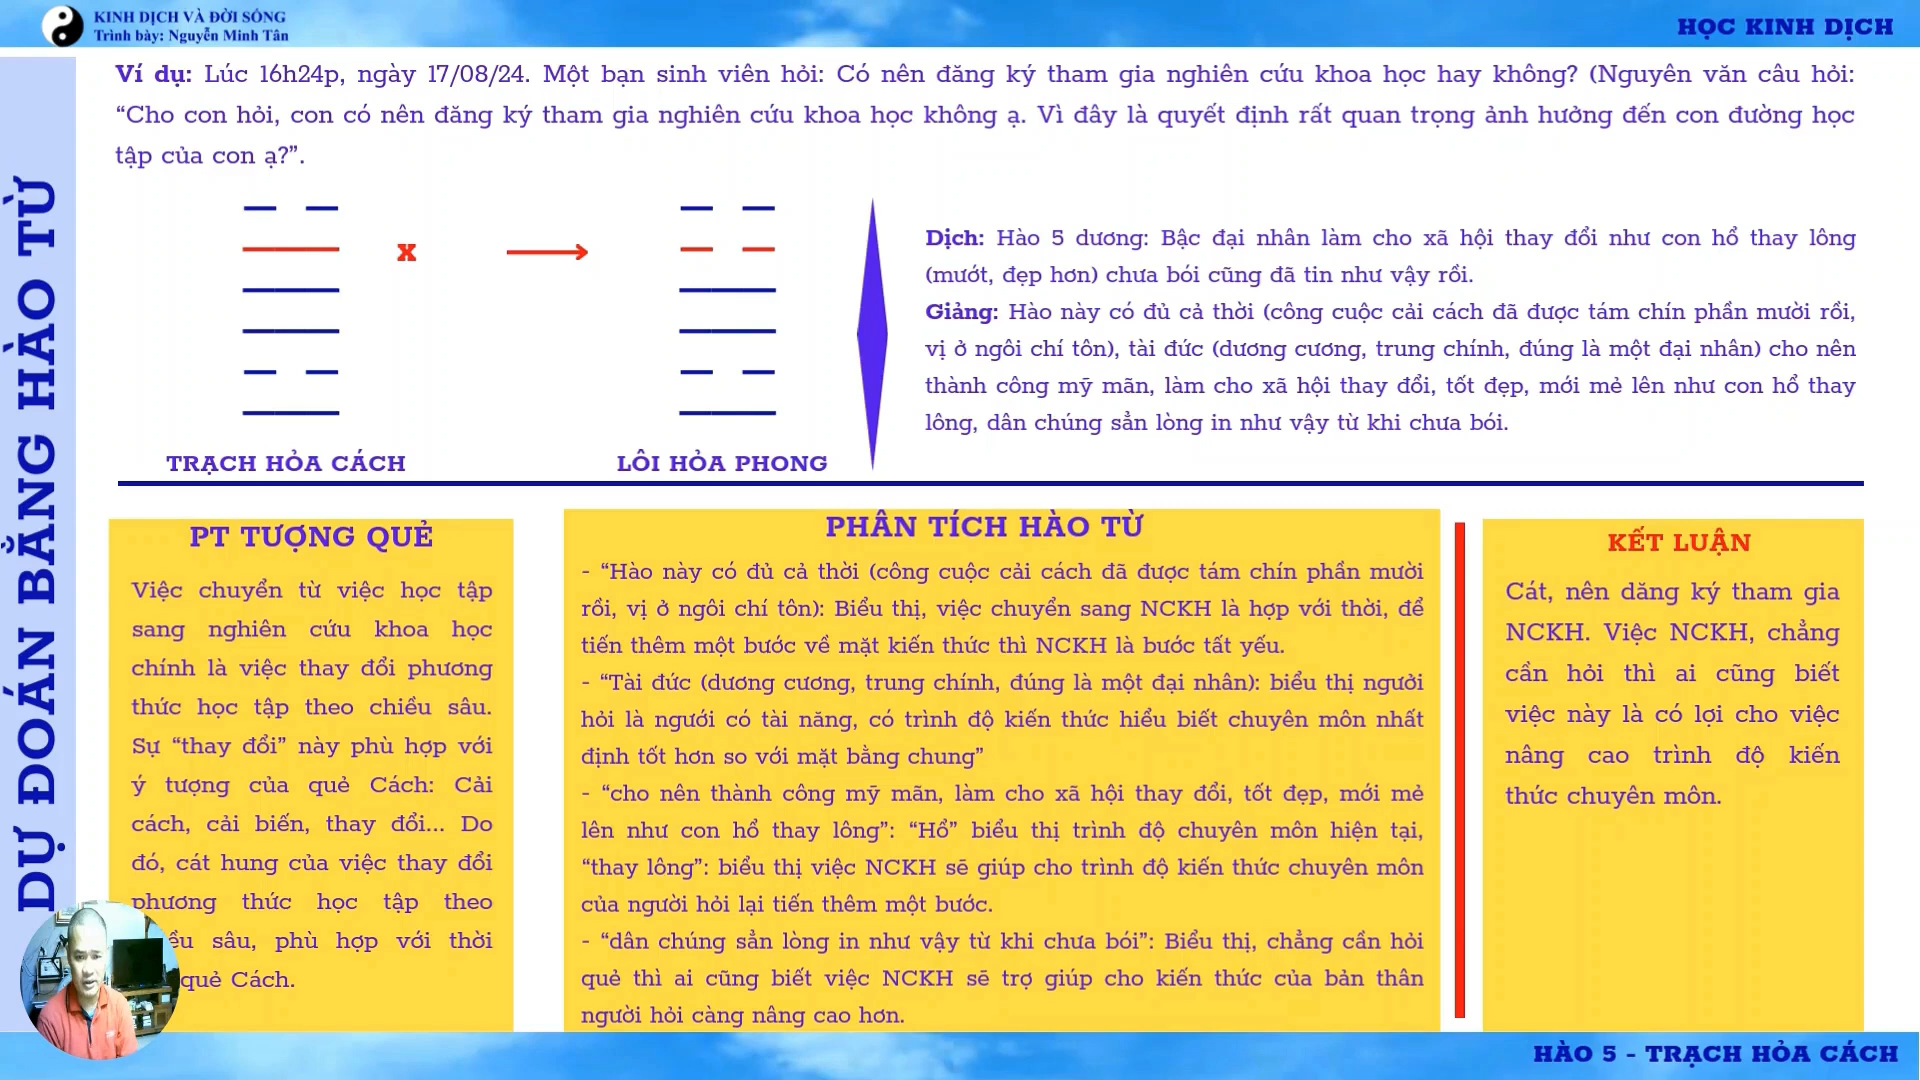 KINH DỊCH VÀ ĐỜI SỐNG
Trình bày: Nguyễn Minh Tân
HỌC KINH DỊCH
DỰ ĐOÁN BẰNG HÀO TỪ
Ví dụ: Lúc 16h24p, ngày 17/08/24. Một bạn sinh viên hỏi: Có nên đăng ký tham gia nghiên cứu khoa học hay không? (Nguyên văn câu hỏi:
“Cho con hỏi, con có nên đăng ký tham gia nghiên cứu khoa học không ạ. Vì đây là quyết định rất quan trọng ảnh hưởng đến con đường học
tập của con ạ?”.
x
TRẠCH HỎA CÁCH
LÔI HỎA PHONG
Dịch: Hào 5 dương: Bậc đại nhân làm cho xã hội thay đổi như con hổ thay lông
(mướt, đẹp hơn) chưa bói cũng đã tin như vậy rồi.
Giảng: Hào này có đủ cả thời (công cuộc cải cách đã được tám chín phần mười rồi,
vị ở ngôi chí tôn), tài đức (dương cương, trung chính, đúng là một đại nhân) cho nên
thành công mỹ mãn, làm cho xã hội thay đổi, tốt đẹp, mới mẻ lên như con hổ thay
lông, dân chúng sẳn lòng in như vậy từ khi chưa bói.
PT TƯỢNG QUẺ
Việc chuyển từ việc học tập
sang nghiên cứu khoa học
chính là việc thay đổi phương
thức học tập theo chiều sâu.
Sự “thay đổi” này phù hợp với
ý tượng của quẻ Cách: Cải
cách, cải biến, thay đổi... Do
đó, cát hung của việc thay đổi
phương thức học tập theo
sâu, phù hợp với thời
quẻ Cách.
PHÂN TÍCH HÀO TỪ
- “Hào này có đủ cả thời (công cuộc cải cách đã được tám chín phần mười
rồi, vị ở ngôi chí tôn): Biểu thị, việc chuyển sang NCKH là hợp với thời, để
tiến thêm một bước về mặt kiến thức thì NCKH là bước tất yếu.
- “Tài đức (dương cương, trung chính, đúng là một đại nhân): biểu thị người
hỏi là người có tài năng, có trình độ kiến thức hiểu biết chuyên môn nhất
định tốt hơn so với mặt bằng chung”
- “cho nên thành công mỹ mãn, làm cho xã hội thay đổi, tốt đẹp, mới mẻ
lên như con hổ thay lông”: “Hổ” biểu thị trình độ chuyên môn hiện tại,
“thay lông”: biểu thị việc NCKH sẽ giúp cho trình độ kiến thức chuyên môn
của người hỏi lại tiến thêm một bước.
- “dân chúng sẳn lòng in như vậy từ khi chưa bói”: Biểu thị, chẳng cần hỏi
quẻ thì ai cũng biết việc NCKH sẽ trợ giúp cho kiến thức của bản thân
người hỏi càng nâng cao hơn.
KẾT LUẬN
Cát, nên dăng ký tham gia
NCKH. Việc NCKH, chẳng
cần hỏi thì ai cũng biết
việc này là có lợi cho việc
nâng cao trình độ kiến
thức chuyên môn.
HÀO 5 - TRẠCH HỎA CÁCH